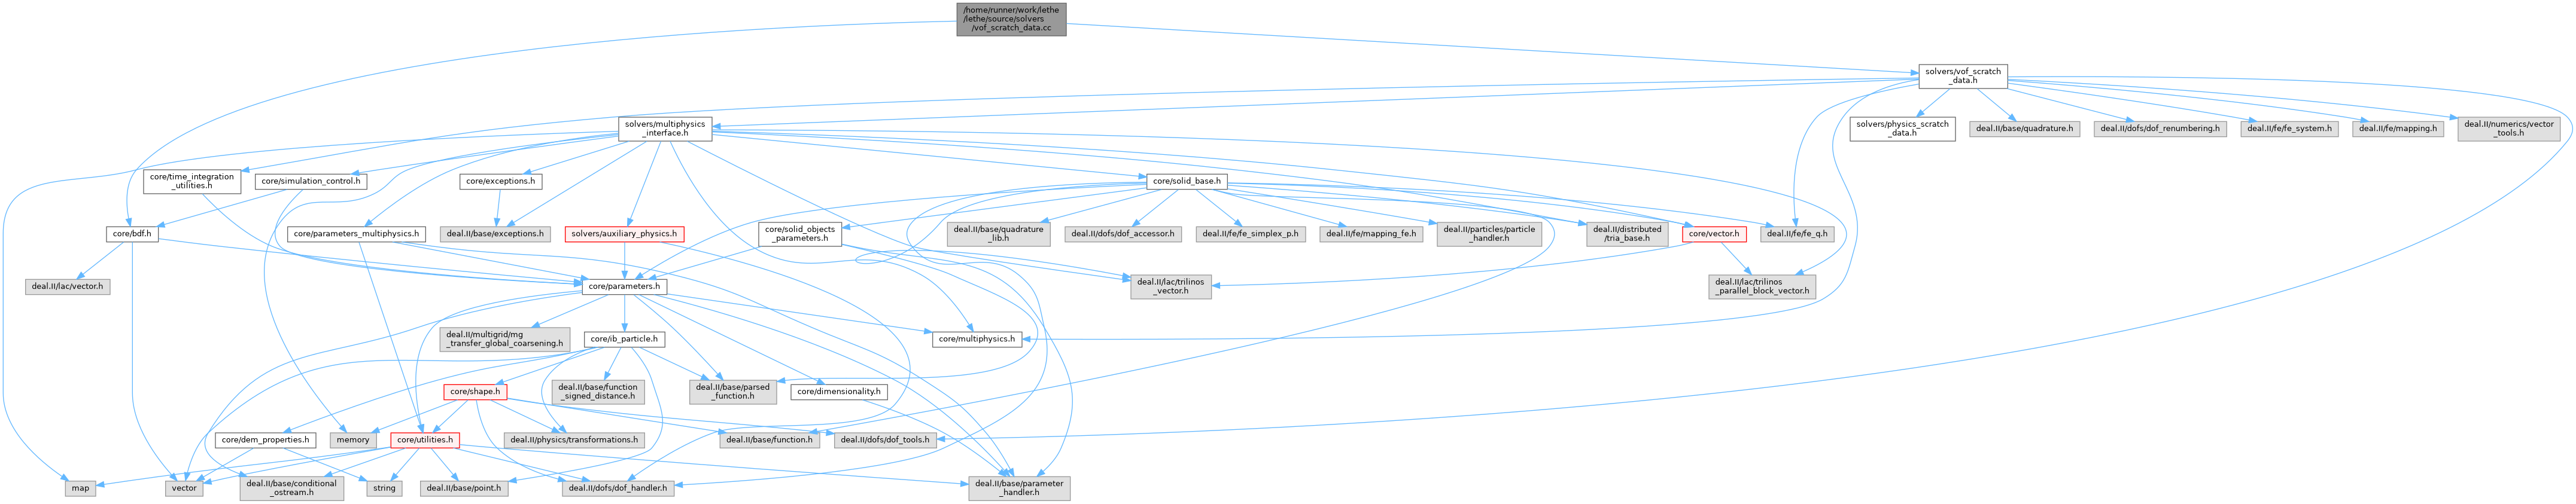 /home/runner/work/lethe
/lethe/source/solvers
/vof_scratch_data.cc
solvers/vof_scratch
_data.h
solvers/multiphysics
_interface.h
solvers/physics_scratch
_data.h
deal.II/base/quadrature.h
deal.II/dofs/dof_renumbering.h
deal.II/fe/fe_system.h
deal.II/fe/mapping.h
deal.II/numerics/vector
_tools.h
core/time_integration
_utilities.h
core/simulation_control.h
core/exceptions.h
core/solid_base.h
core/bdf.h
core/parameters_multiphysics.h
deal.II/base/exceptions.h
solvers/auxiliary_physics.h
core/solid_objects
_parameters.h
deal.II/base/quadrature
_lib.h
deal.II/dofs/dof_accessor.h
deal.II/fe/fe_simplex_p.h
deal.II/fe/mapping_fe.h
deal.II/particles/particle
_handler.h
deal.II/distributed
/tria_base.h
core/vector.h
deal.II/fe/fe_q.h
deal.II/lac/vector.h
core/parameters.h
deal.II/lac/trilinos
_vector.h
deal.II/lac/trilinos
_parallel_block_vector.h
deal.II/multigrid/mg
_transfer_global_coarsening.h
core/ib_particle.h
core/multiphysics.h
core/shape.h
deal.II/base/function
_signed_distance.h
deal.II/base/parsed
_function.h
core/dimensionality.h
core/dem_properties.h
memory
core/utilities.h
deal.II/physics/transformations.h
deal.II/base/function.h
deal.II/dofs/dof_tools.h
map
vector
deal.II/base/conditional
_ostream.h
string
deal.II/base/point.h
deal.II/dofs/dof_handler.h
deal.II/base/parameter
_handler.h